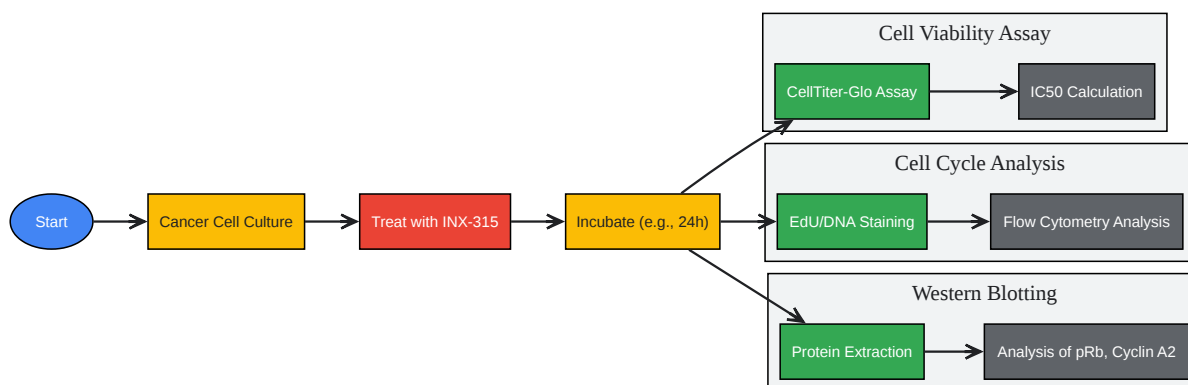 Start
Cancer Cell Culture
Treat with INX-315
Incubate (e.g., 24h)
Cell Viability Assay
CellTiter-Glo Assay
IC50 Calculation
Cell Cycle Analysis
EdU/DNA Staining
Flow Cytometry Analysis
Western Blotting
Protein Extraction
Analysis of pRb, Cyclin A2